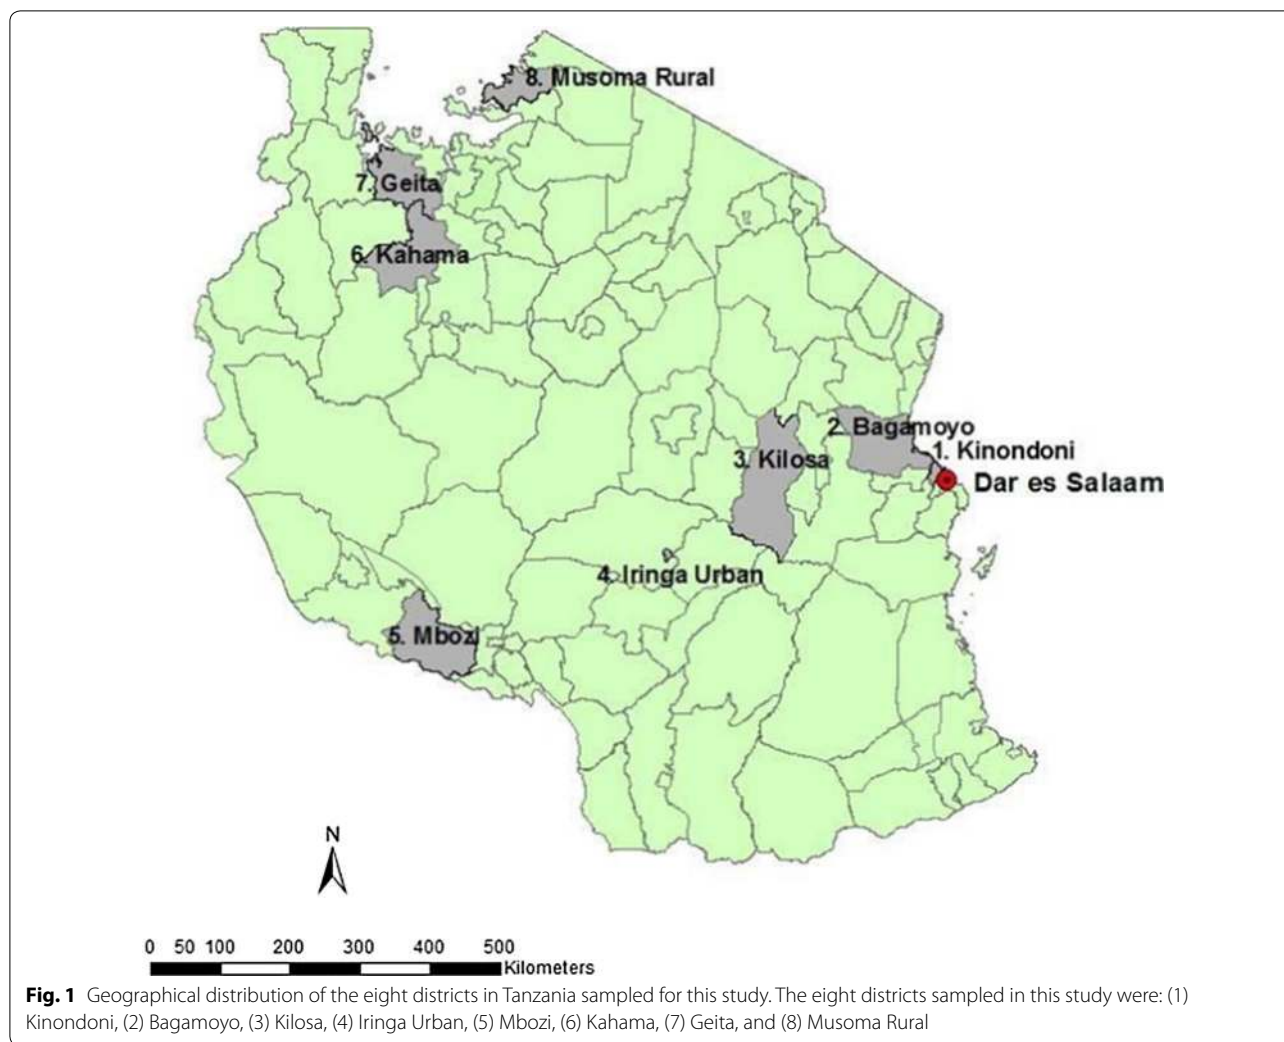 8. Musoma Rural
7. Geita
6. Kahama
2. Bagamoyo
1. Kinondoni
3. Kilosa
Dar es Salaam
4. Iringa Urban
5. Mbozi
N
0 50 100 200 300 400 500
Kilometers
Fig. 1 Geographical distribution of the eight districts in Tanzania sampled for this study. The eight districts sampled in this study were: (1)
Kinondoni, (2) Bagamoyo, (3) Kilosa, (4) Iringa Urban, (5) Mbozi, (6) Kahama, (7) Geita, and (8) Musoma Rural